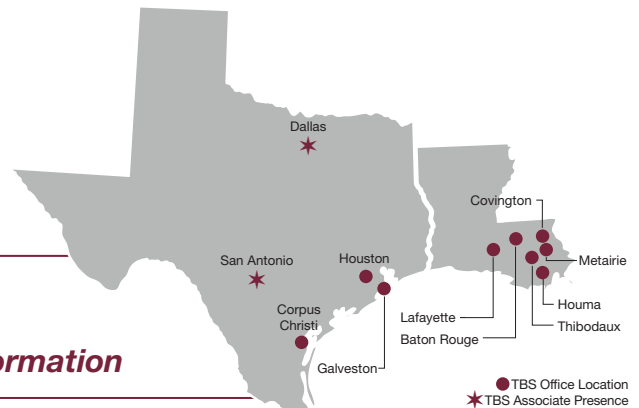 Dallas
Covington
San Antonio
Houston
Metairie
Corpus
Christi
Houma
Lafayette
Thibodaux
Baton Rouge
Galveston
ormation
TBS Office Location
TBS Associate Presence